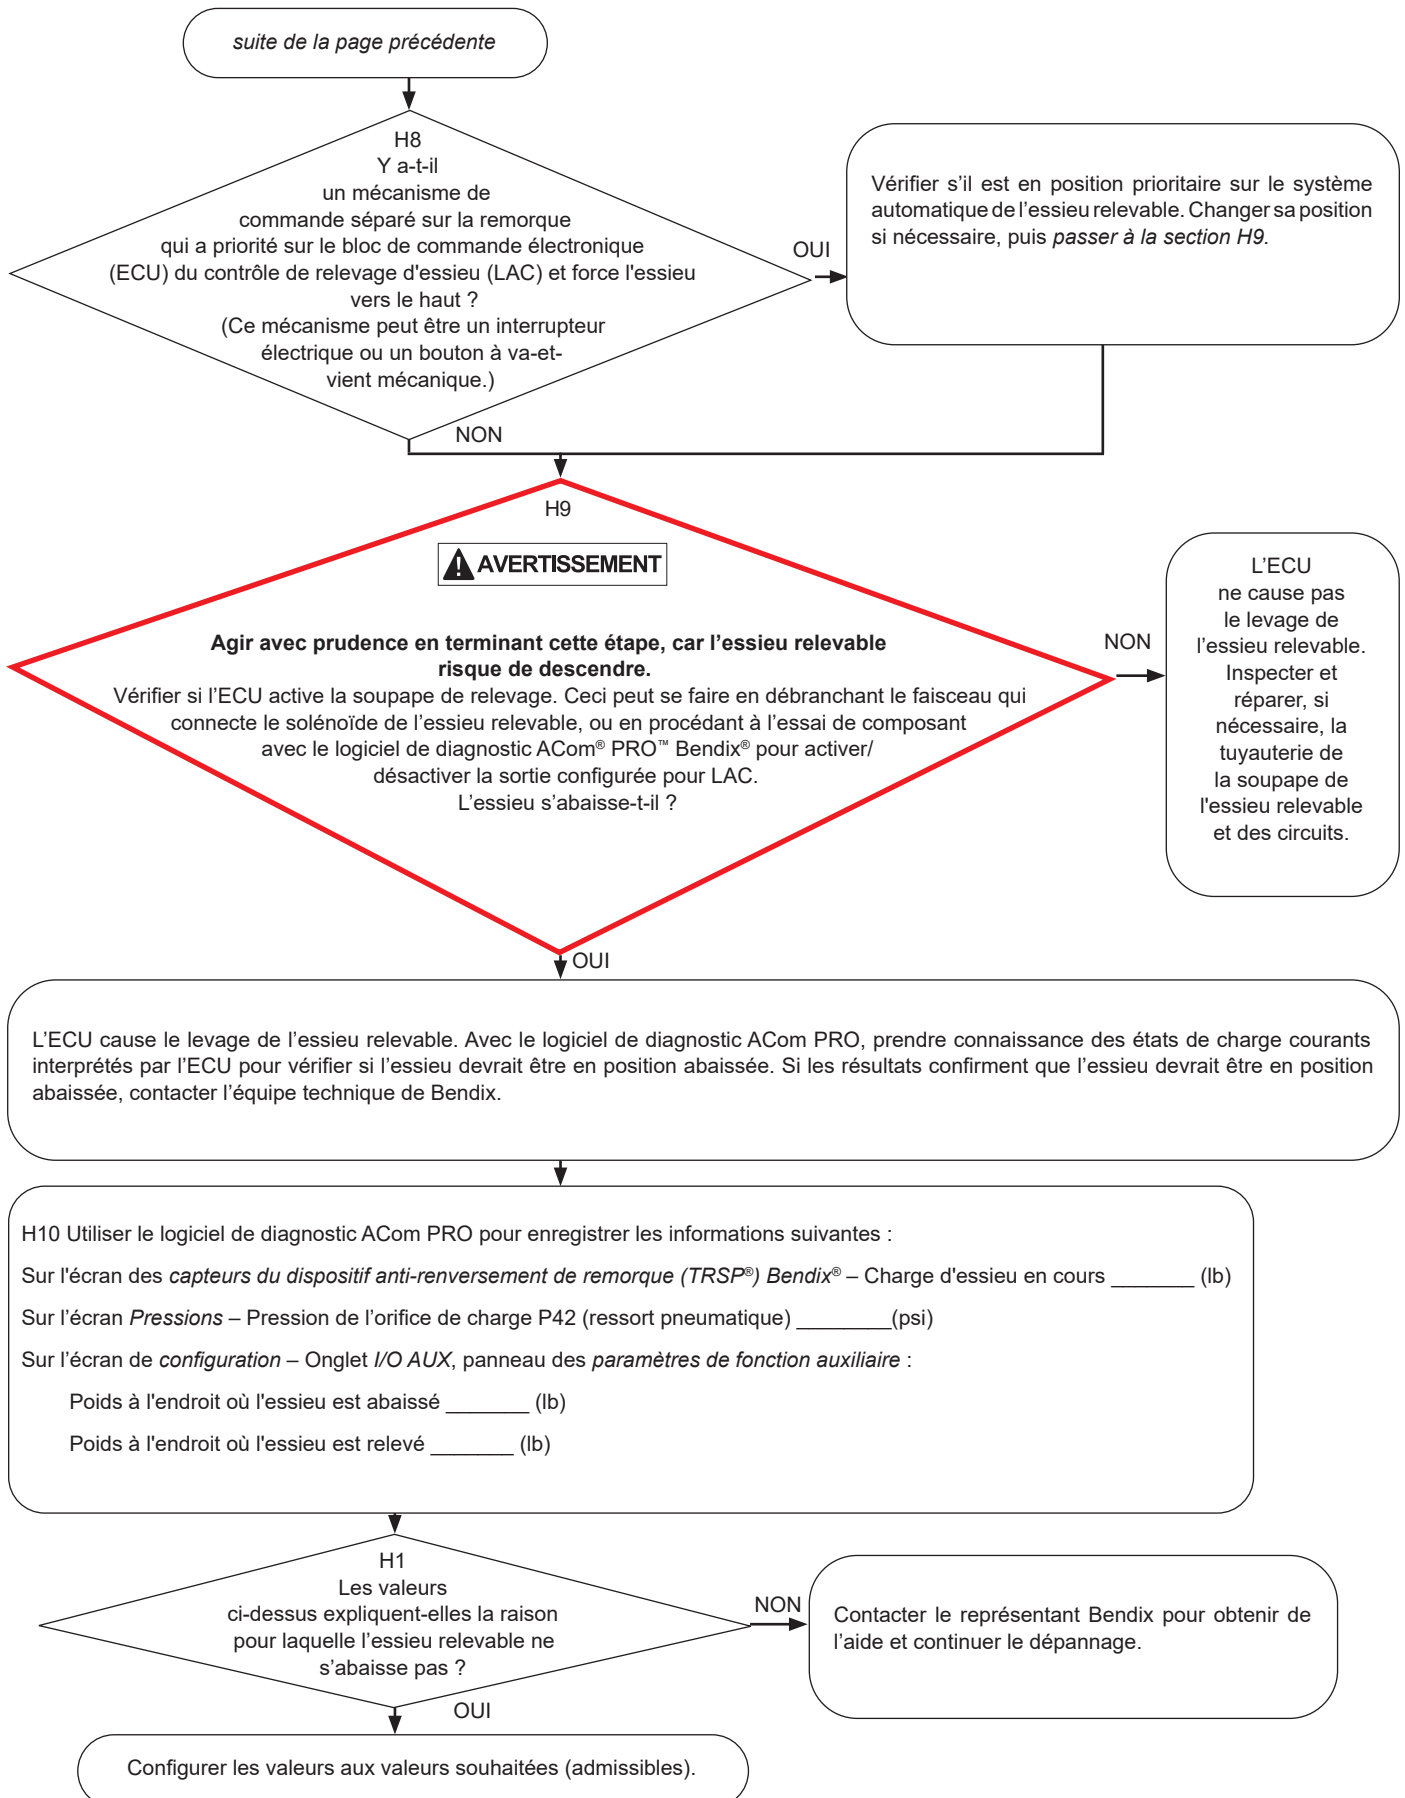 suite de la page précédente
H8
Y a-t-il
un mécanisme de
commande séparé sur la remorque
qui a priorité sur le bloc de commande électronique
(ECU) du contrôle de relevage d'essieu (LAC) et force l'essieu
vers le haut ?
(Ce mécanisme peut être un interrupteur
électrique ou un bouton à va-et-
vient mécanique.)
OUI
Vérifier s’il est en position prioritaire sur le système
automatique de l’essieu relevable. Changer sa position
si nécessaire, puis passer à la section H9.
NON
H9
AVERTISSEMENT
Agir avec prudence en terminant cette étape, car l’essieu relevable
risque de descendre.
Vérifier si l’ECU active la soupape de relevage. Ceci peut se faire en débranchant le faisceau qui
connecte le solénoïde de l’essieu relevable, ou en procédant à l’essai de composant
avec le logiciel de diagnostic ACom® PRO™ Bendix® pour activer/
désactiver la sortie configurée pour LAC.
L’essieu s’abaisse-t-il ?
NON
L’ECU
ne cause pas
le levage de
l’essieu relevable.
Inspecter et
réparer, si
nécessaire, la
tuyauterie de
la soupape de
l'essieu relevable
et des circuits.
OUI
L’ECU cause le levage de l’essieu relevable. Avec le logiciel de diagnostic ACom PRO, prendre connaissance des états de charge courants
interprétés par l’ECU pour vérifier si l’essieu devrait être en position abaissée. Si les résultats confirment que l’essieu devrait être en position
abaissée, contacter l’équipe technique de Bendix.
H10 Utiliser le logiciel de diagnostic ACom PRO pour enregistrer les informations suivantes :
Sur l'écran des capteurs du dispositif anti-renversement de remorque (TRSP®) Bendix® – Charge d'essieu en cours _______ (lb)
Sur l’écran Pressions – Pression de l’orifice de charge P42 (ressort pneumatique) ________(psi)
Sur l’écran de configuration – Onglet I/O AUX, panneau des paramètres de fonction auxiliaire :
Poids à l'endroit où l'essieu est abaissé _______ (lb)
Poids à l'endroit où l'essieu est relevé _______ (lb)
H1
Les valeurs
ci-dessus expliquent-elles la raison
pour laquelle l’essieu relevable ne
s’abaisse pas ?
NON
Contacter le représentant Bendix pour obtenir de
l’aide et continuer le dépannage.
OUI
Configurer les valeurs aux valeurs souhaitées (admissibles).